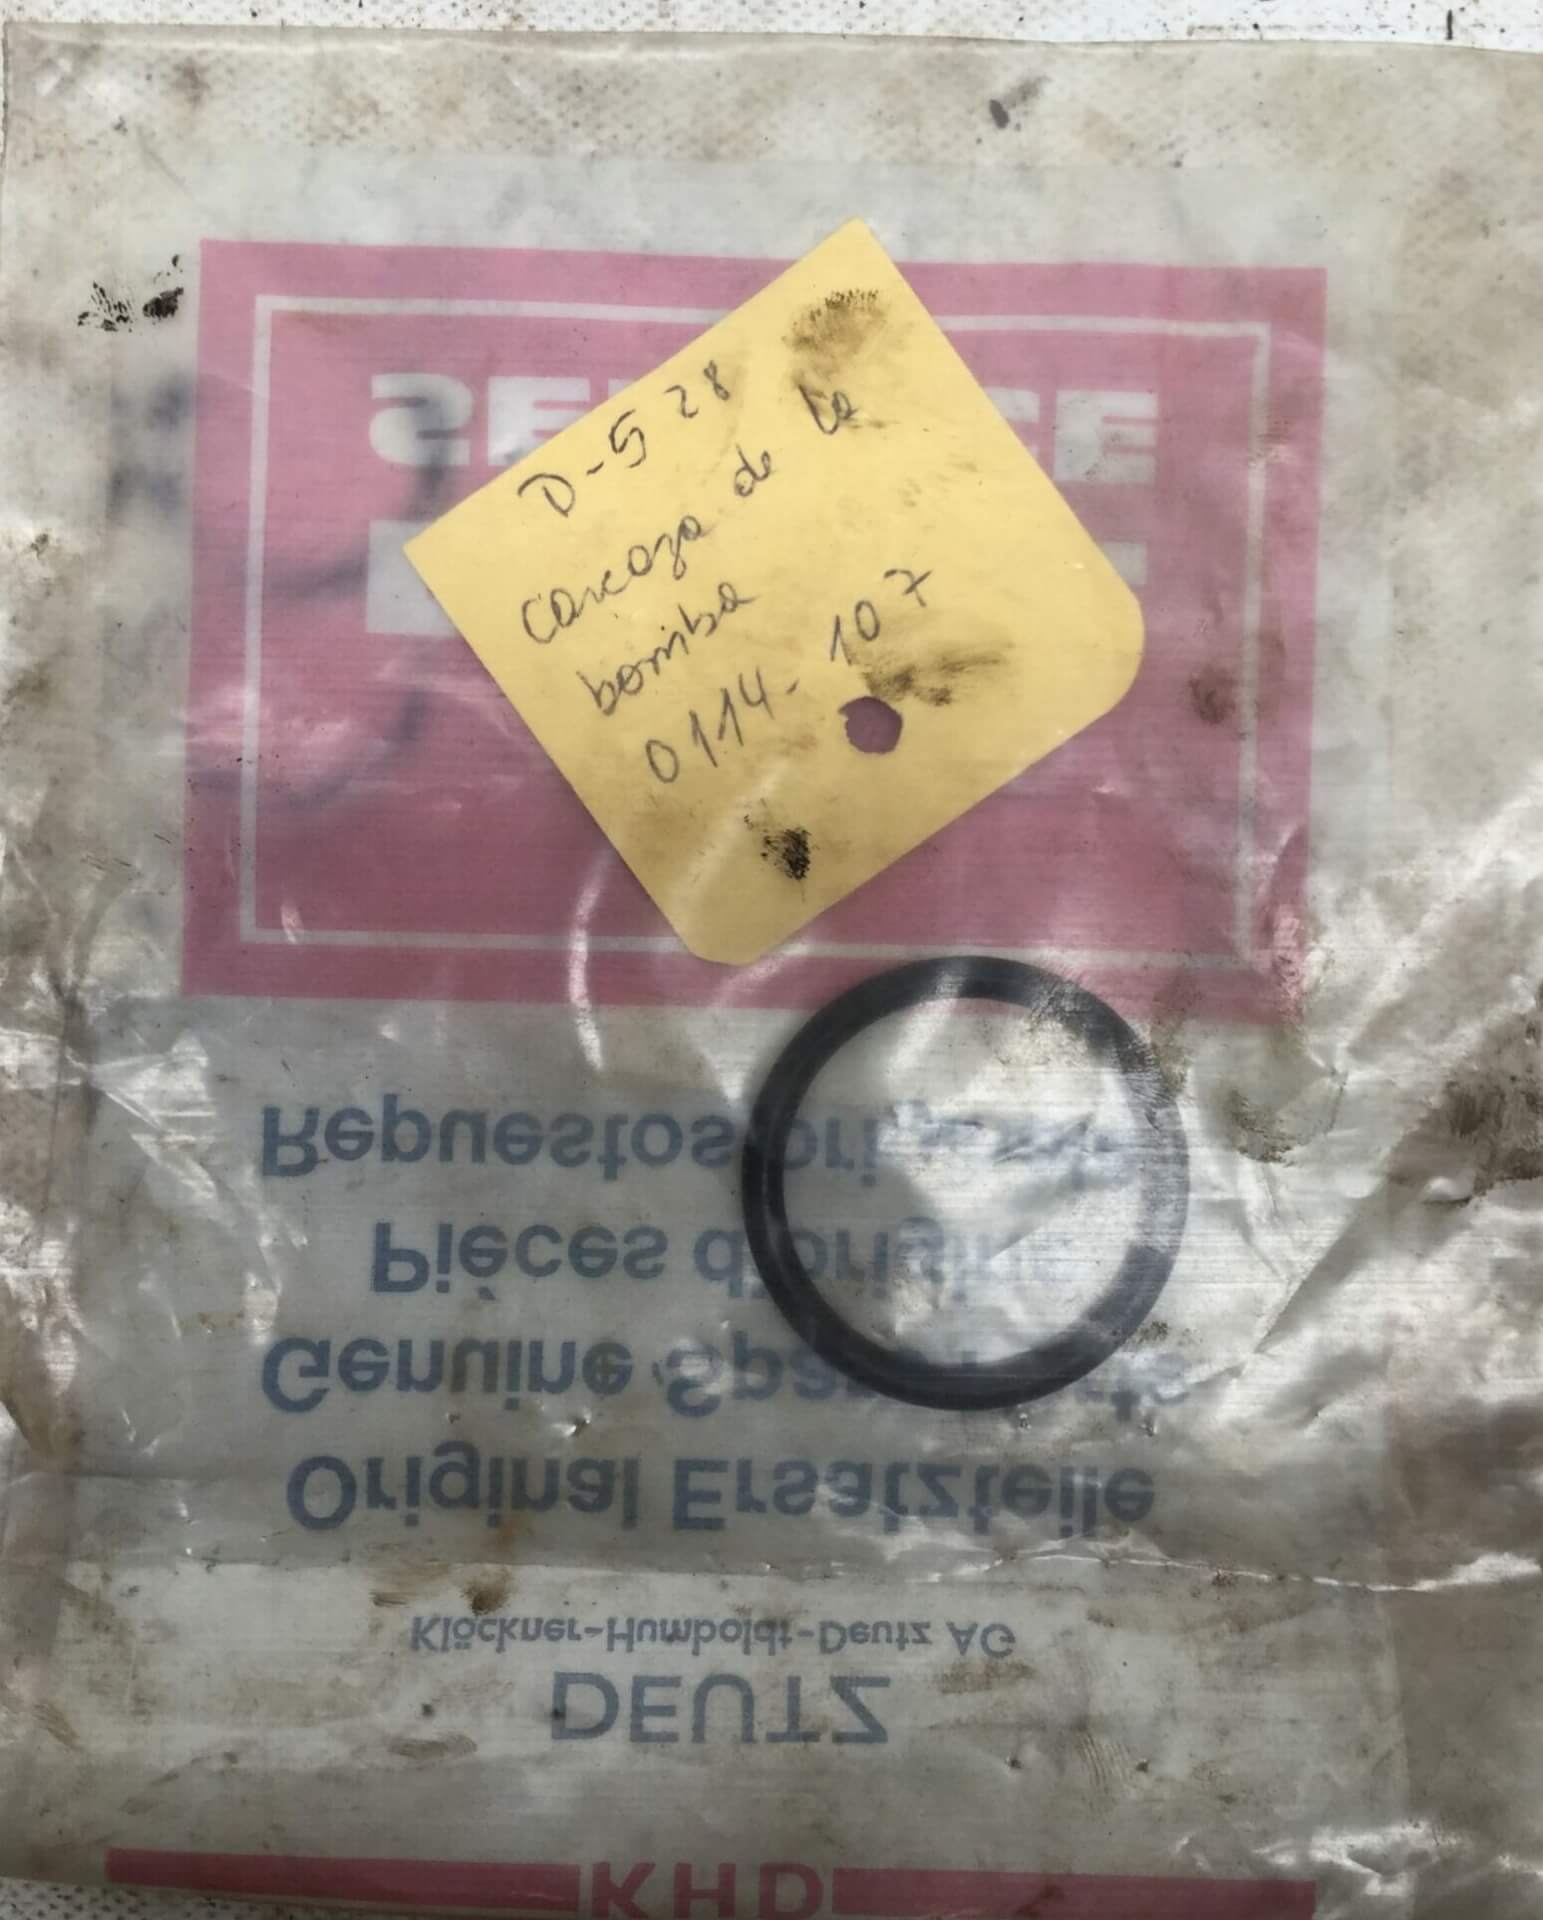 D-528
Carcaza de la
bomba
0114-107
Repuestos
Pièces d'origine
Genuine Spare Parts
Original Ersatzteile
Klöckner-Humboldt-Deutz AG
DEUTZ
KHD